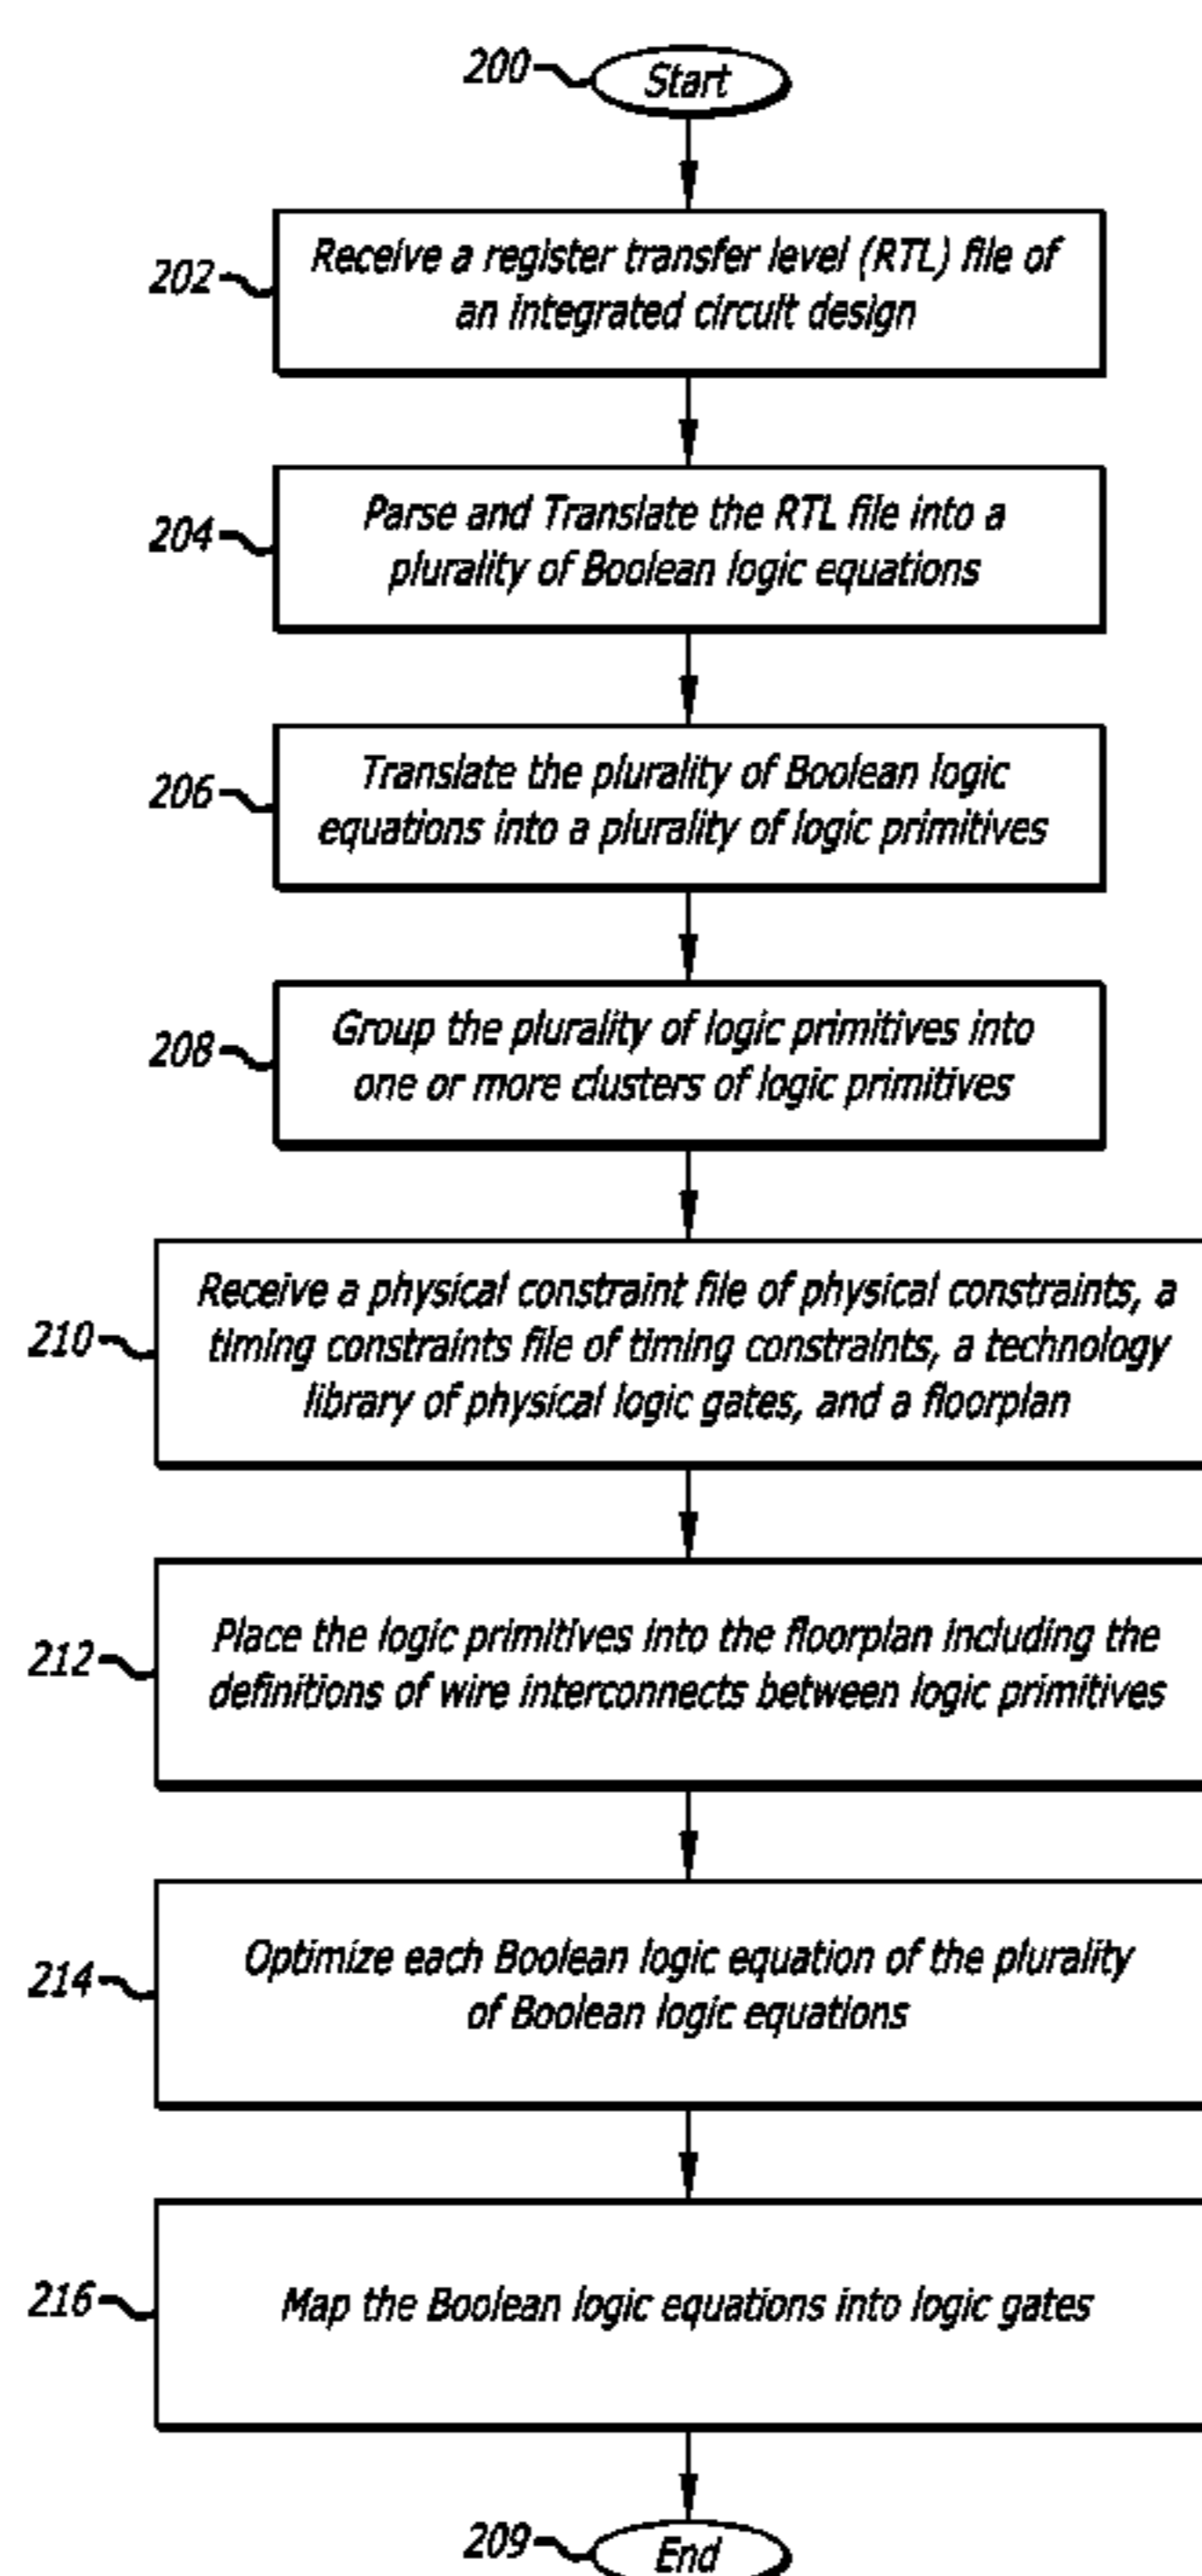 200
Start
202
Receive a register transfer level (RTL) file of
an integrated circuit design
204
Parse and Translate the RTL file into a
plurality of Boolean logic equations
206
Translate the plurality of Boolean logic
equations into a plurality of logic primitives
208
Group the plurality of logic primitives into
one or more clusters of logic primitives
210
Receive a physical constraint file of physical constraints, a
timing constraints file of timing constraints, a technology
library of physical logic gates, and a floorplan
212
Place the logic primitives into the floorplan including the
definitions of wire interconnects between logic primitives
214
Optimize each Boolean logic equation of the plurality
of Boolean logic equations
216
Map the Boolean logic equations into logic gates
209
End